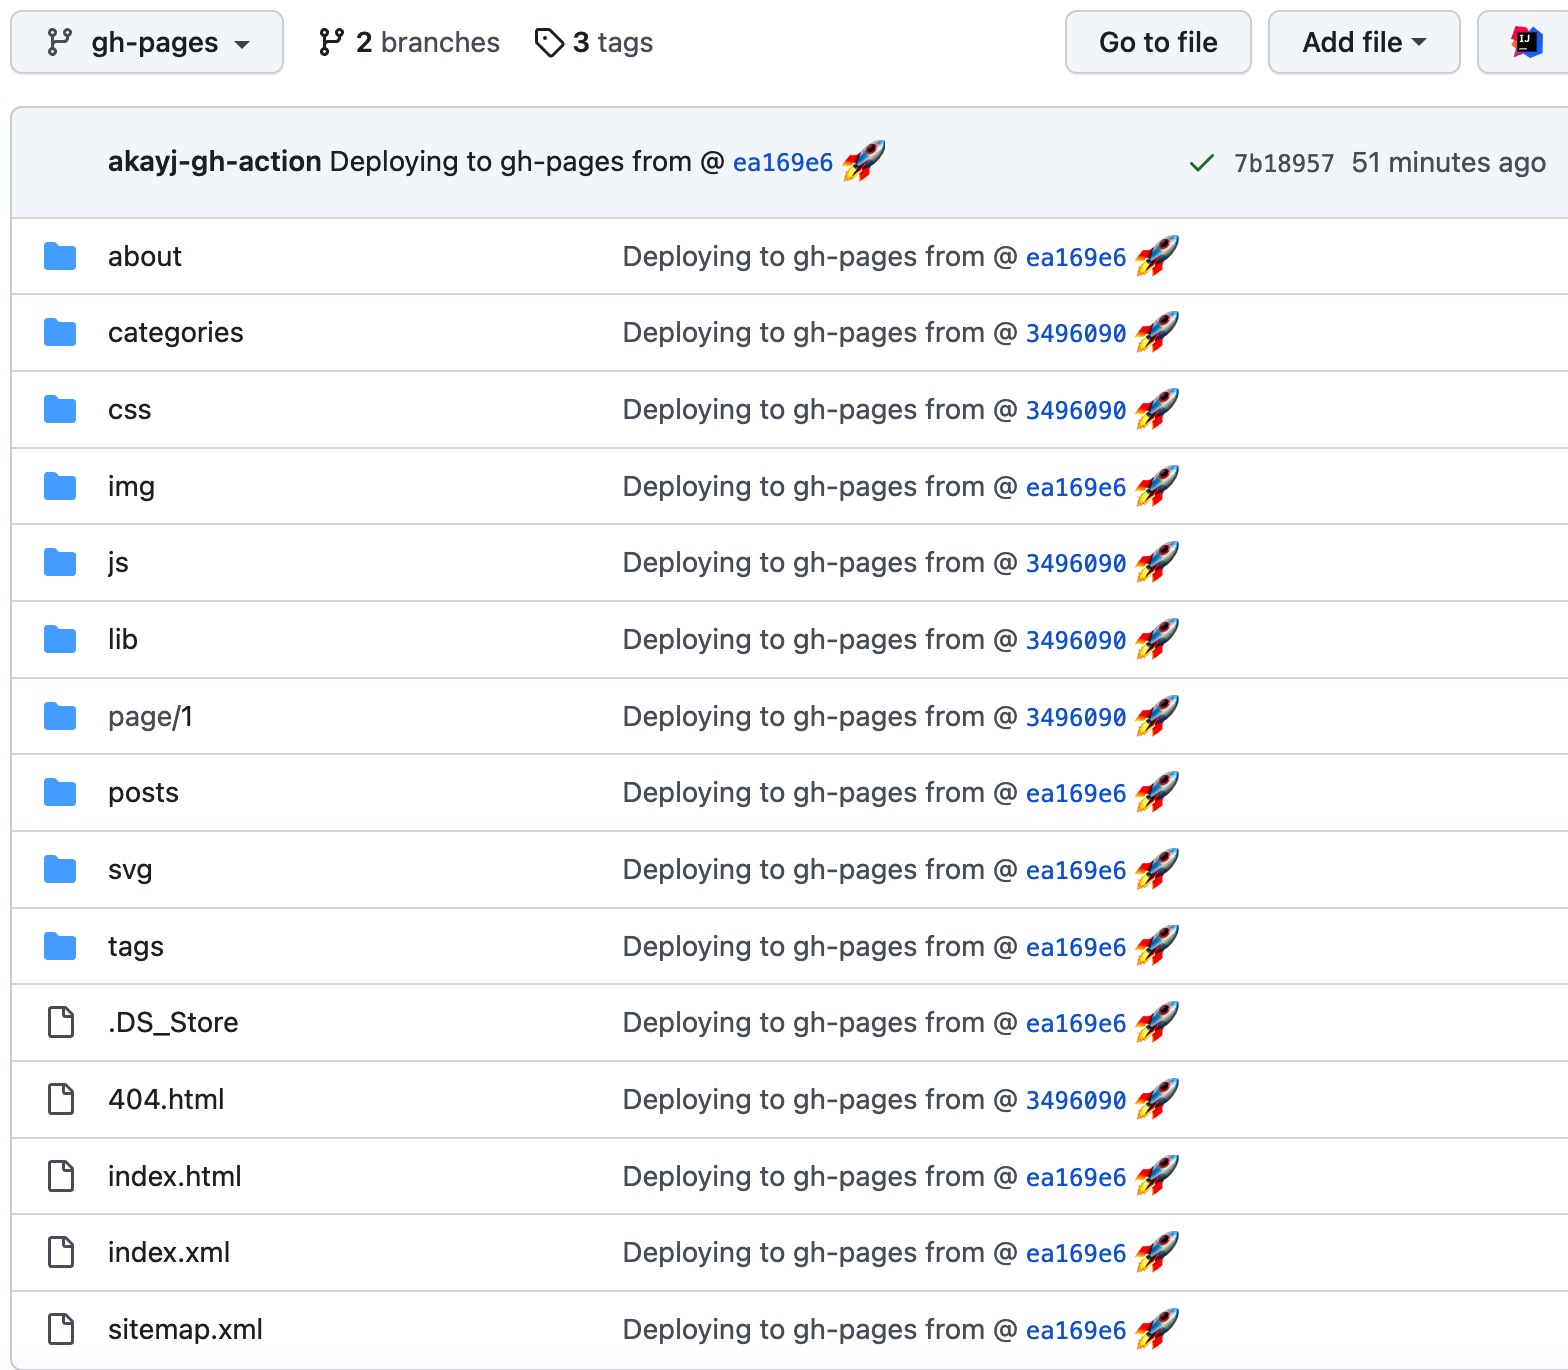 gh-pages 2 branches 3 tags Go to file Add file IJ
akayj-gh-action Deploying to gh-pages from @ ea169e6 🚀 7b18957 51 minutes ago
about Deploying to gh-pages from @ ea169e6 🚀
categories Deploying to gh-pages from @ 3496090 🚀
css Deploying to gh-pages from @ 3496090 🚀
img Deploying to gh-pages from @ ea169e6 🚀
js Deploying to gh-pages from @ 3496090 🚀
lib Deploying to gh-pages from @ 3496090 🚀
page/1 Deploying to gh-pages from @ 3496090 🚀
posts Deploying to gh-pages from @ ea169e6 🚀
svg Deploying to gh-pages from @ ea169e6 🚀
tags Deploying to gh-pages from @ ea169e6 🚀
.DS_Store Deploying to gh-pages from @ ea169e6 🚀
404.html Deploying to gh-pages from @ 3496090 🚀
index.html Deploying to gh-pages from @ ea169e6 🚀
index.xml Deploying to gh-pages from @ ea169e6 🚀
sitemap.xml Deploying to gh-pages from @ ea169e6 🚀